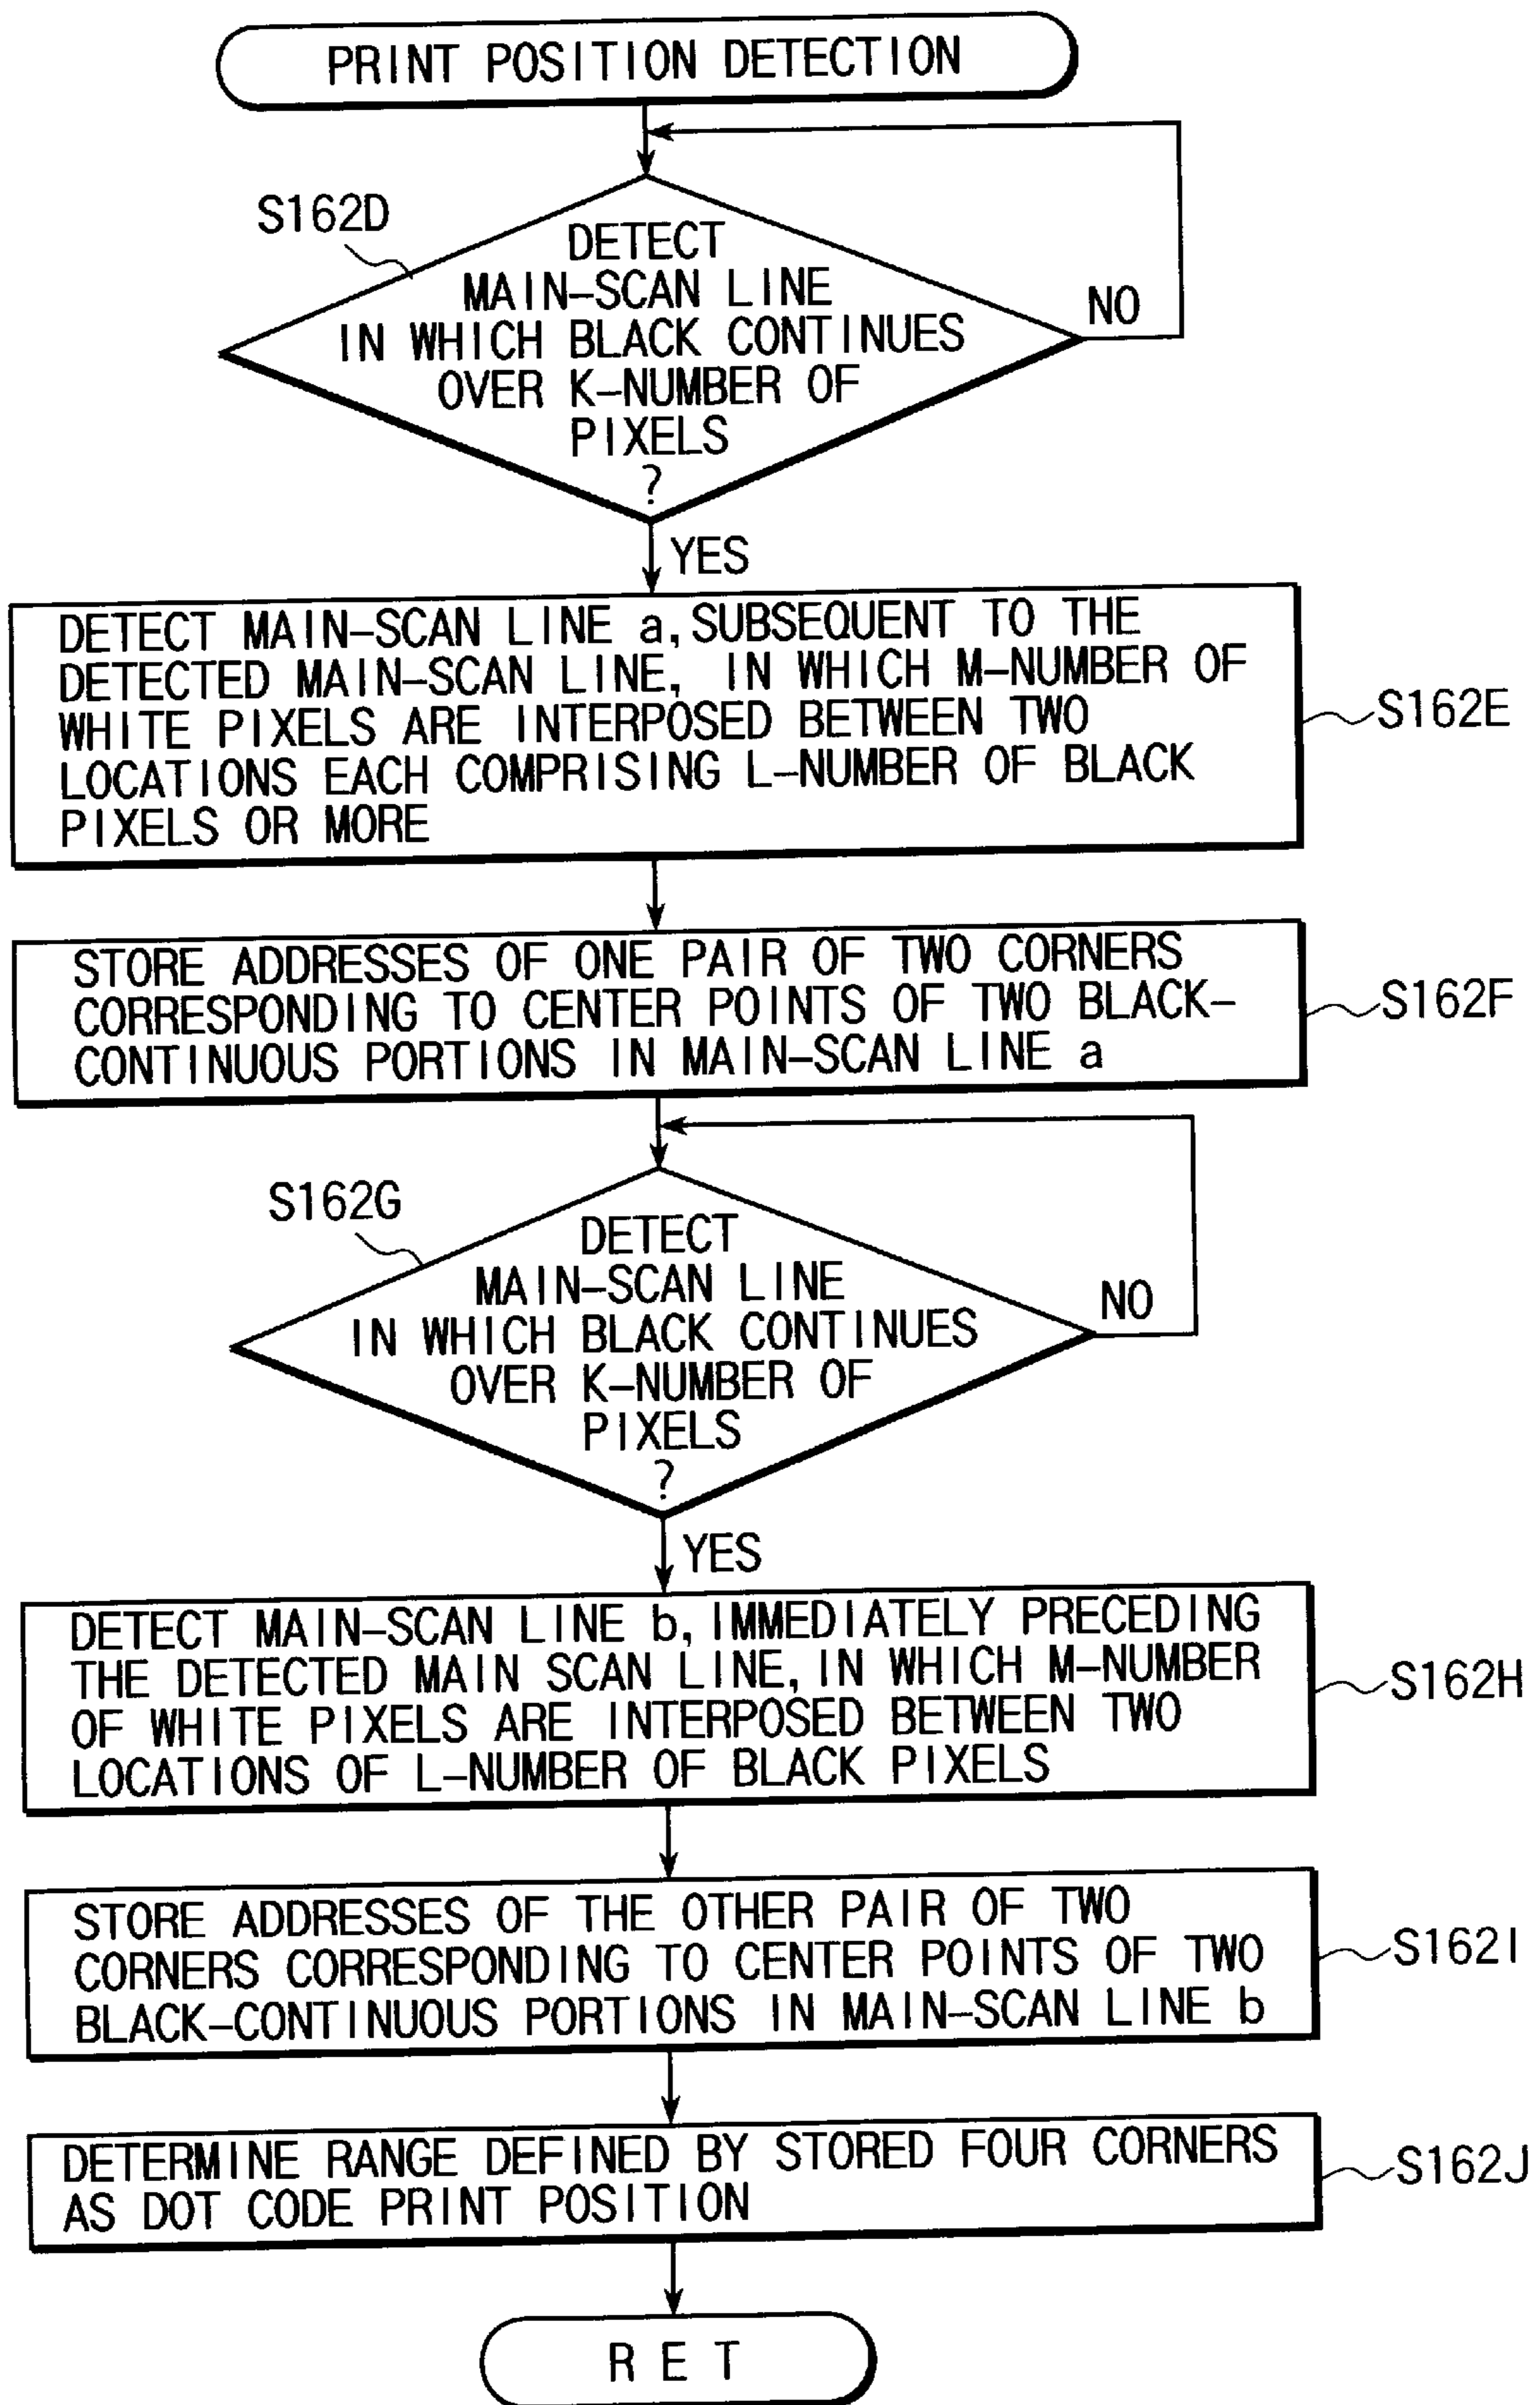 PRINT POSITION DETECTION
S162D
DETECT
MAIN-SCAN LINE
IN WHICH BLACK CONTINUES
OVER K-NUMBER OF
PIXELS
?
NO
YES
DETECT MAIN-SCAN LINE a, SUBSEQUENT TO THE
DETECTED MAIN-SCAN LINE, IN WHICH M-NUMBER OF
WHITE PIXELS ARE INTERPOSED BETWEEN TWO
LOCATIONS EACH COMPRISING L-NUMBER OF BLACK
PIXELS OR MORE
S162E
STORE ADDRESSES OF ONE PAIR OF TWO CORNERS
CORRESPONDING TO CENTER POINTS OF TWO BLACK-
CONTINUOUS PORTIONS IN MAIN-SCAN LINE a
S162F
S162G
DETECT
MAIN-SCAN LINE
IN WHICH BLACK CONTINUES
OVER K-NUMBER OF
PIXELS
?
NO
YES
DETECT MAIN-SCAN LINE b, IMMEDIATELY PRECEDING
THE DETECTED MAIN SCAN LINE, IN WHICH M-NUMBER
OF WHITE PIXELS ARE INTERPOSED BETWEEN TWO
LOCATIONS OF L-NUMBER OF BLACK PIXELS
S162H
STORE ADDRESSES OF THE OTHER PAIR OF TWO
CORNERS CORRESPONDING TO CENTER POINTS OF TWO
BLACK-CONTINUOUS PORTIONS IN MAIN-SCAN LINE b
S162I
DETERMINE RANGE DEFINED BY STORED FOUR CORNERS
AS DOT CODE PRINT POSITION
S162J
RET